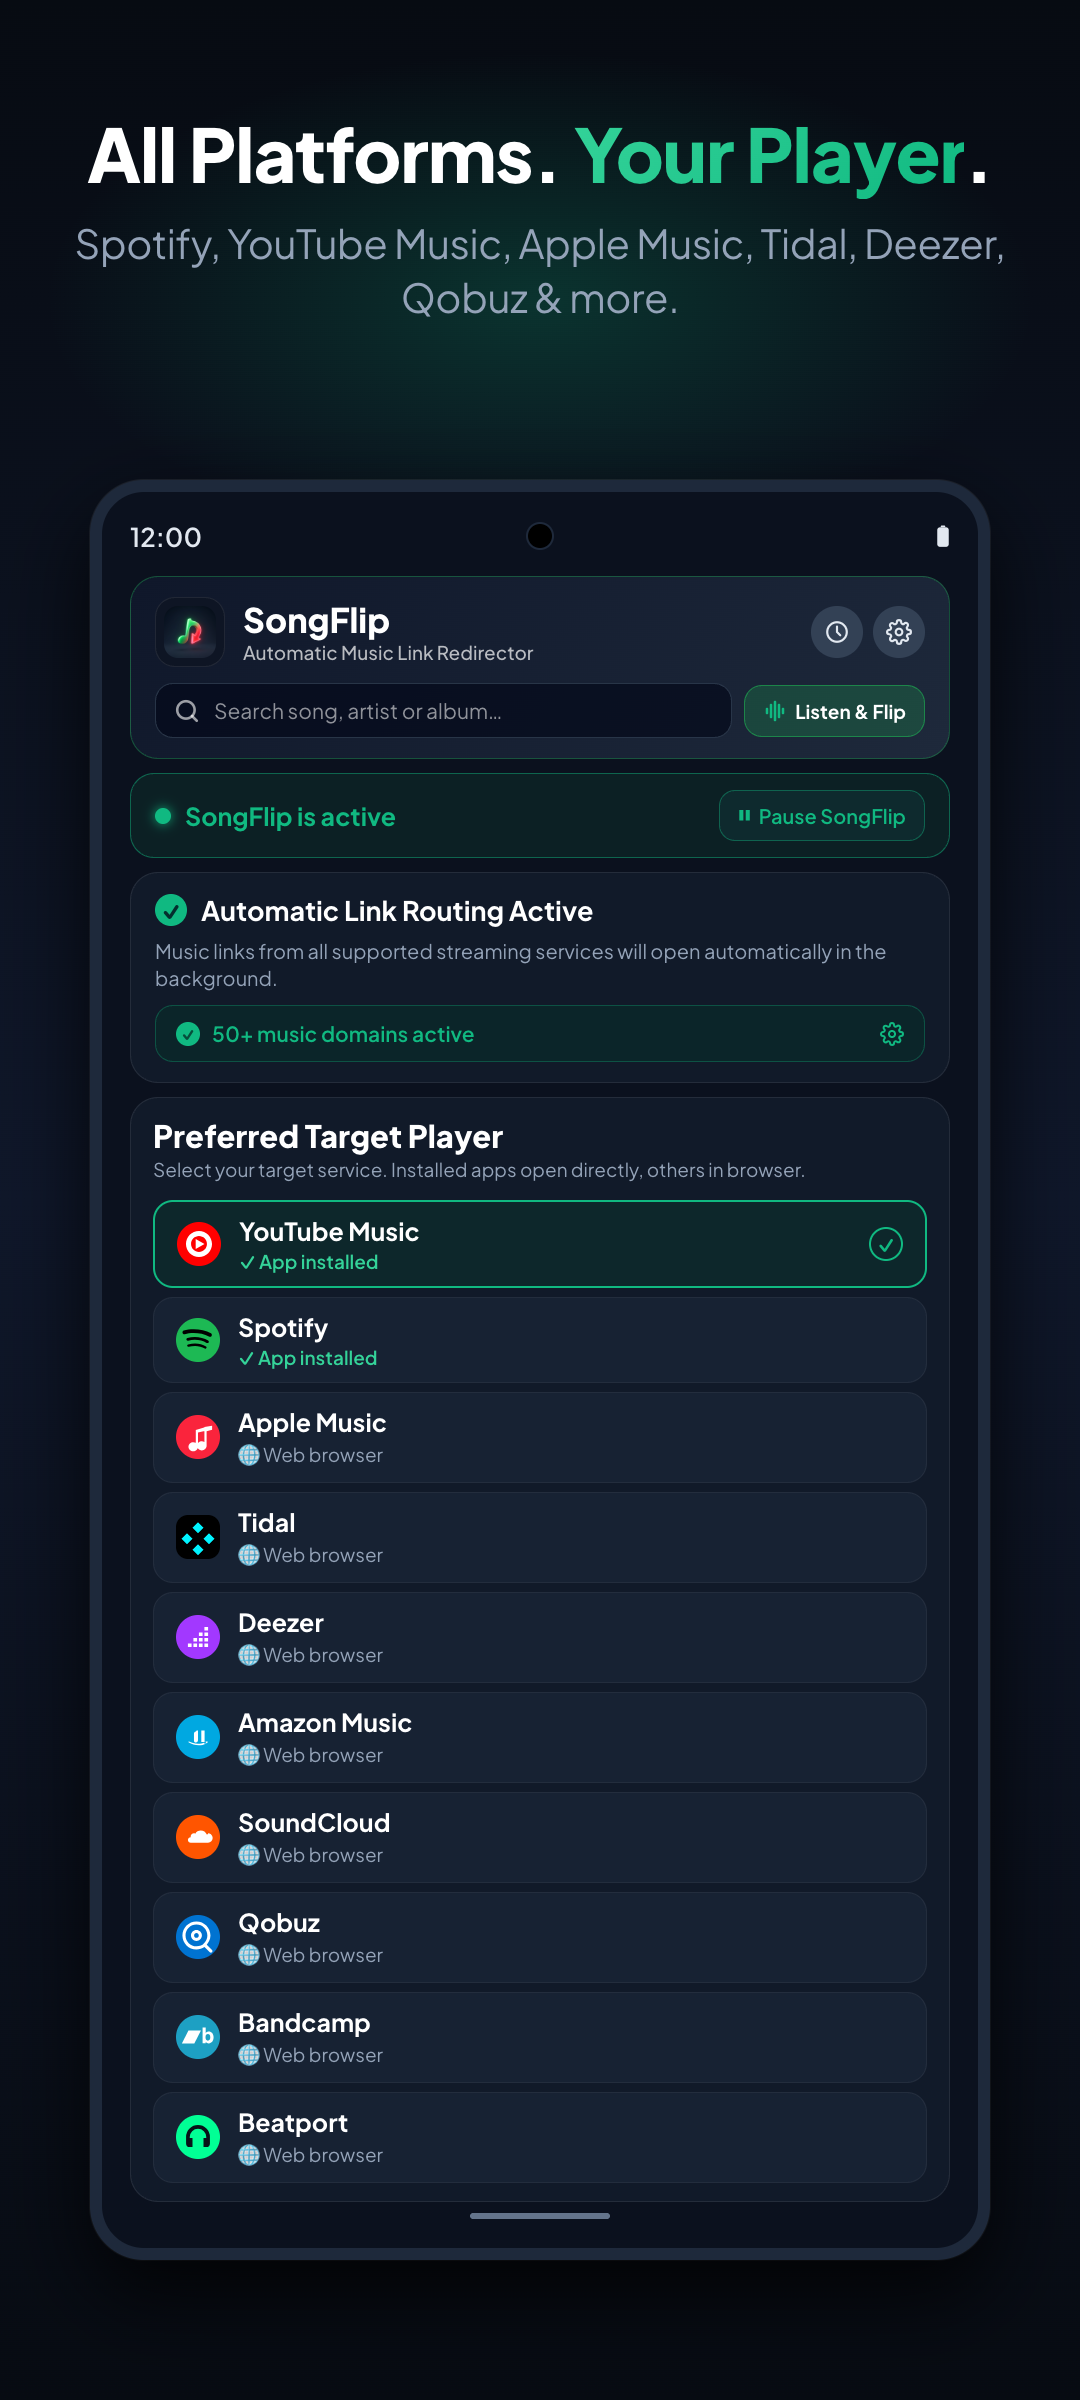 All Platforms. Your Player.
Spotify, YouTube Music, Apple Music, Tidal, Deezer,
Qobuz & more.
12:00
SongFlip
Automatic Music Link Redirector
Search song, artist or album...
Listen & Flip
SongFlip is active
Pause SongFlip
Automatic Link Routing Active
Music links from all supported streaming services will open automatically in the
background.
50+ music domains active
Preferred Target Player
Select your target service. Installed apps open directly, others in browser.
YouTube Music
✓ App installed
Spotify
✓ App installed
Apple Music
🌐 Web browser
Tidal
🌐 Web browser
Deezer
🌐 Web browser
Amazon Music
🌐 Web browser
SoundCloud
🌐 Web browser
Qobuz
🌐 Web browser
Bandcamp
🌐 Web browser
Beatport
🌐 Web browser